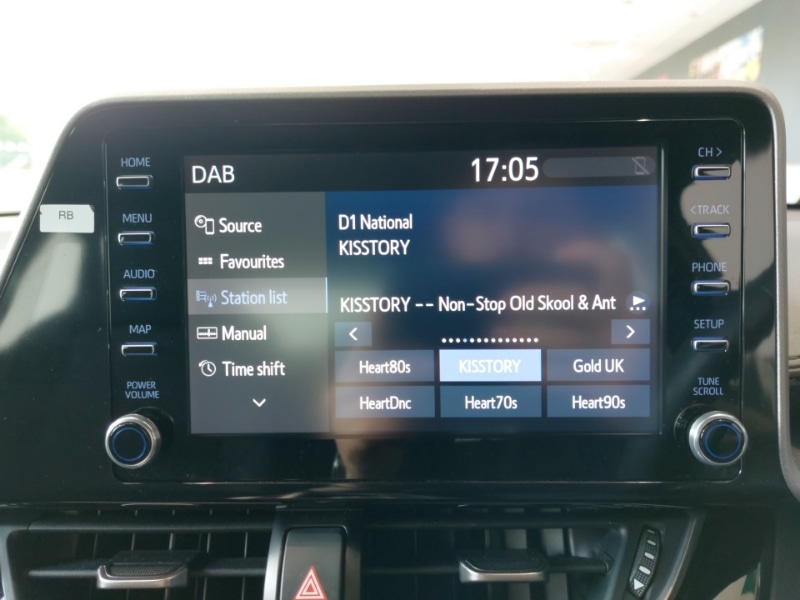 HOME
MENU
AUDIO
MAP
POWER
VOLUME
RB
DAB
17:05
Source
Favourites
Station list
Manual
Time shift
D1 National
KISSTORY
KISSTORY -- Non-Stop Old Skool & Ant
Heart80s
KISSTORY
Gold UK
HeartDnc
Heart70s
Heart90s
CH >
< TRACK
PHONE
SETUP
TUNE
SCROLL